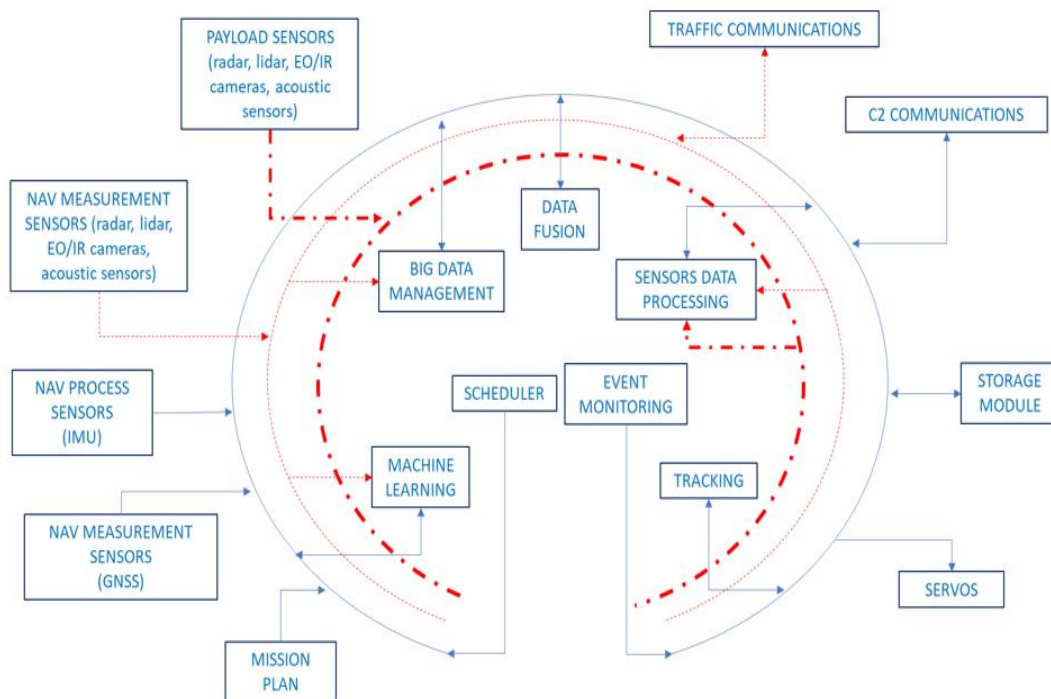 PAYLOAD SENSORS
(radar, lidar, EO/IR
cameras, acoustic
sensors)
TRAFFIC COMMUNICATIONS
C2 COMMUNICATIONS
NAV MEASUREMENT
SENSORS (radar, lidar,
EO/IR cameras,
acoustic sensors)
DATA
FUSION
BIG DATA
MANAGEMENT
SENSORS DATA
PROCESSING
NAV PROCESS
SENSORS
(IMU)
SCHEDULER
EVENT
MONITORING
STORAGE
MODULE
MACHINE
LEARNING
TRACKING
NAV MEASUREMENT
SENSORS
(GNSS)
SERVOS
MISSION
PLAN